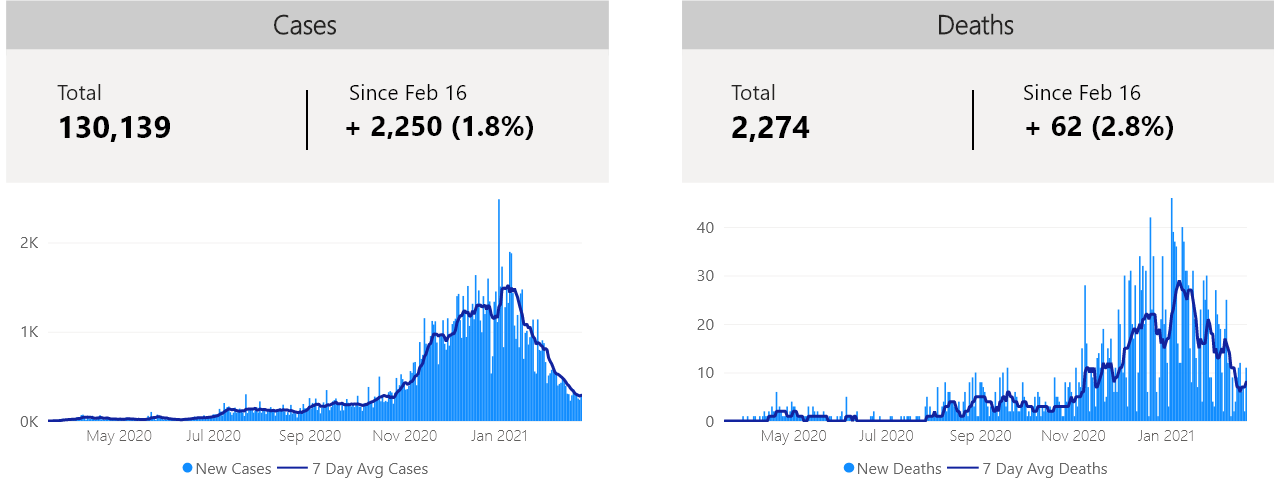 Cases
Total
130,139
Since Feb 16
+ 2,250 (1.8%)
2K
1K
0K
May 2020 Jul 2020 Sep 2020 Nov 2020 Jan 2021
New Cases 7 Day Avg Cases
Deaths
Total
2,274
Since Feb 16
+ 62 (2.8%)
40
30
20
10
0
May 2020 Jul 2020 Sep 2020 Nov 2020 Jan 2021
New Deaths 7 Day Avg Deaths